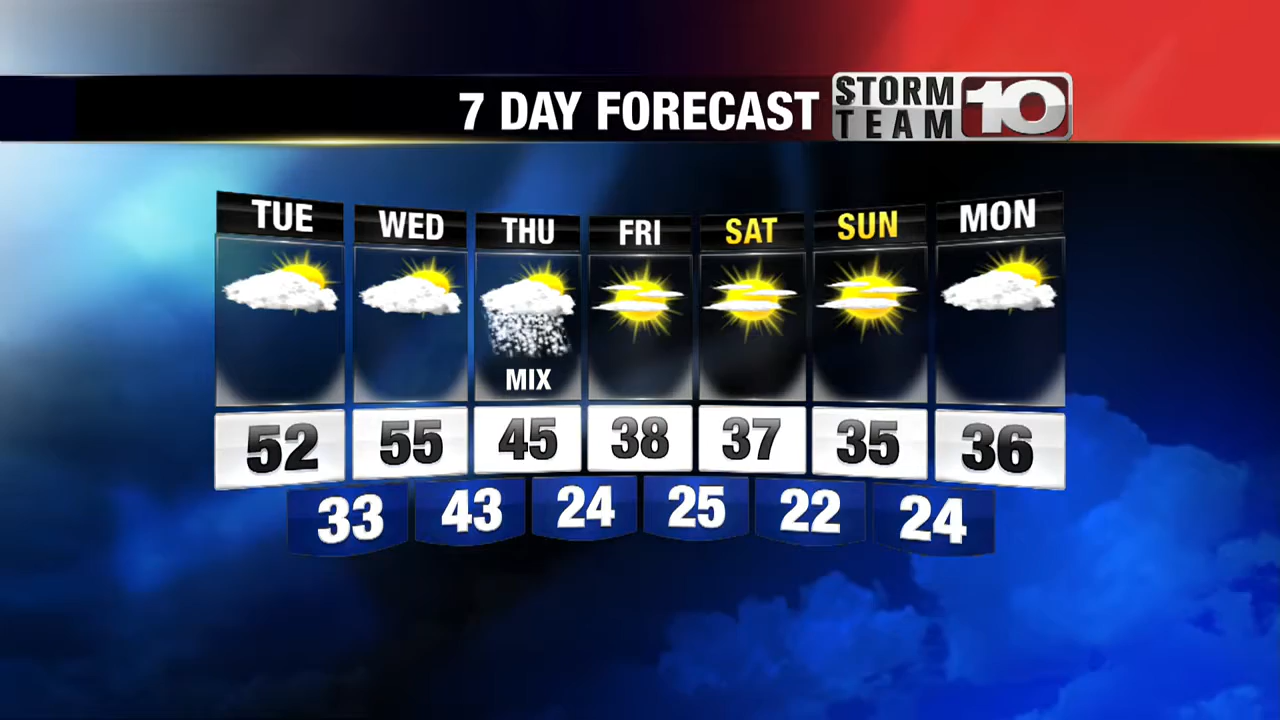 7 DAY FORECAST
STORM TEAM 10
TUE WED THU FRI SAT SUN MON
MIX
52 55 45 38 37 35 36
33 43 24 25 22 24